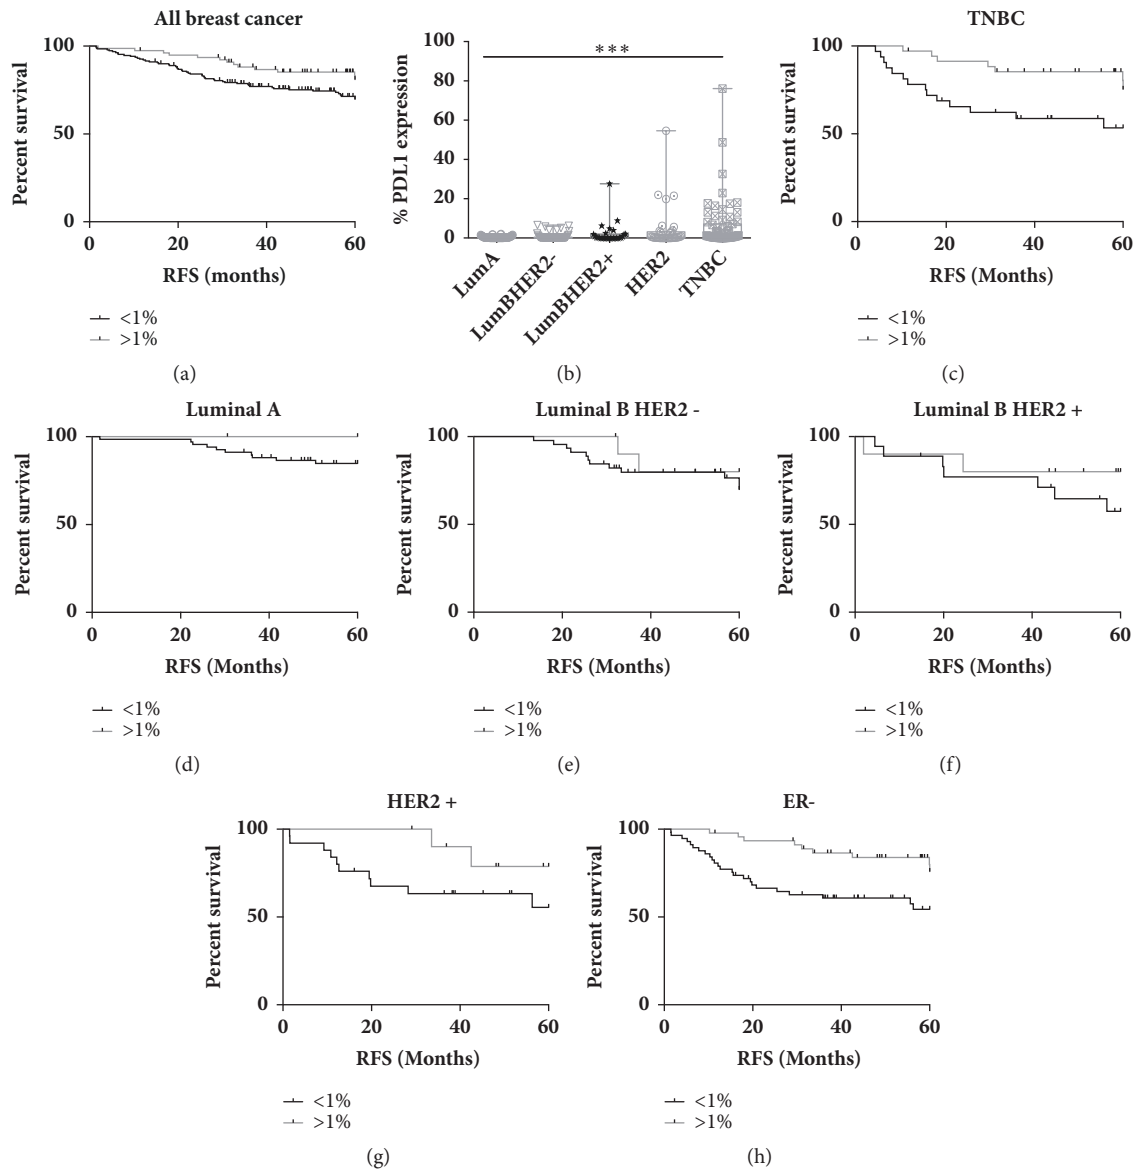 All breast cancer
100
50
0
Percent survival
0 20 40 60
RFS (months)
<1%
>1%
(a)
***
100
80
60
40
20
0
% PDL1 expression
LumA
LumBHER2-
LumBHER2+
HER2
TNBC
(b)
TNBC
100
50
0
Percent survival
0 20 40 60
RFS (Months)
<1%
>1%
(c)
Luminal A
100
50
0
Percent survival
0 20 40 60
RFS (Months)
<1%
>1%
(d)
Luminal B HER2 -
100
50
0
Percent survival
0 20 40 60
RFS (Months)
<1%
>1%
(e)
Luminal B HER2 +
100
50
0
Percent survival
0 20 40 60
RFS (Months)
<1%
>1%
(f)
HER2 +
100
50
0
Percent survival
0 20 40 60
RFS (Months)
<1%
>1%
(g)
ER-
100
50
0
Percent survival
0 20 40 60
RFS (Months)
<1%
>1%
(h)